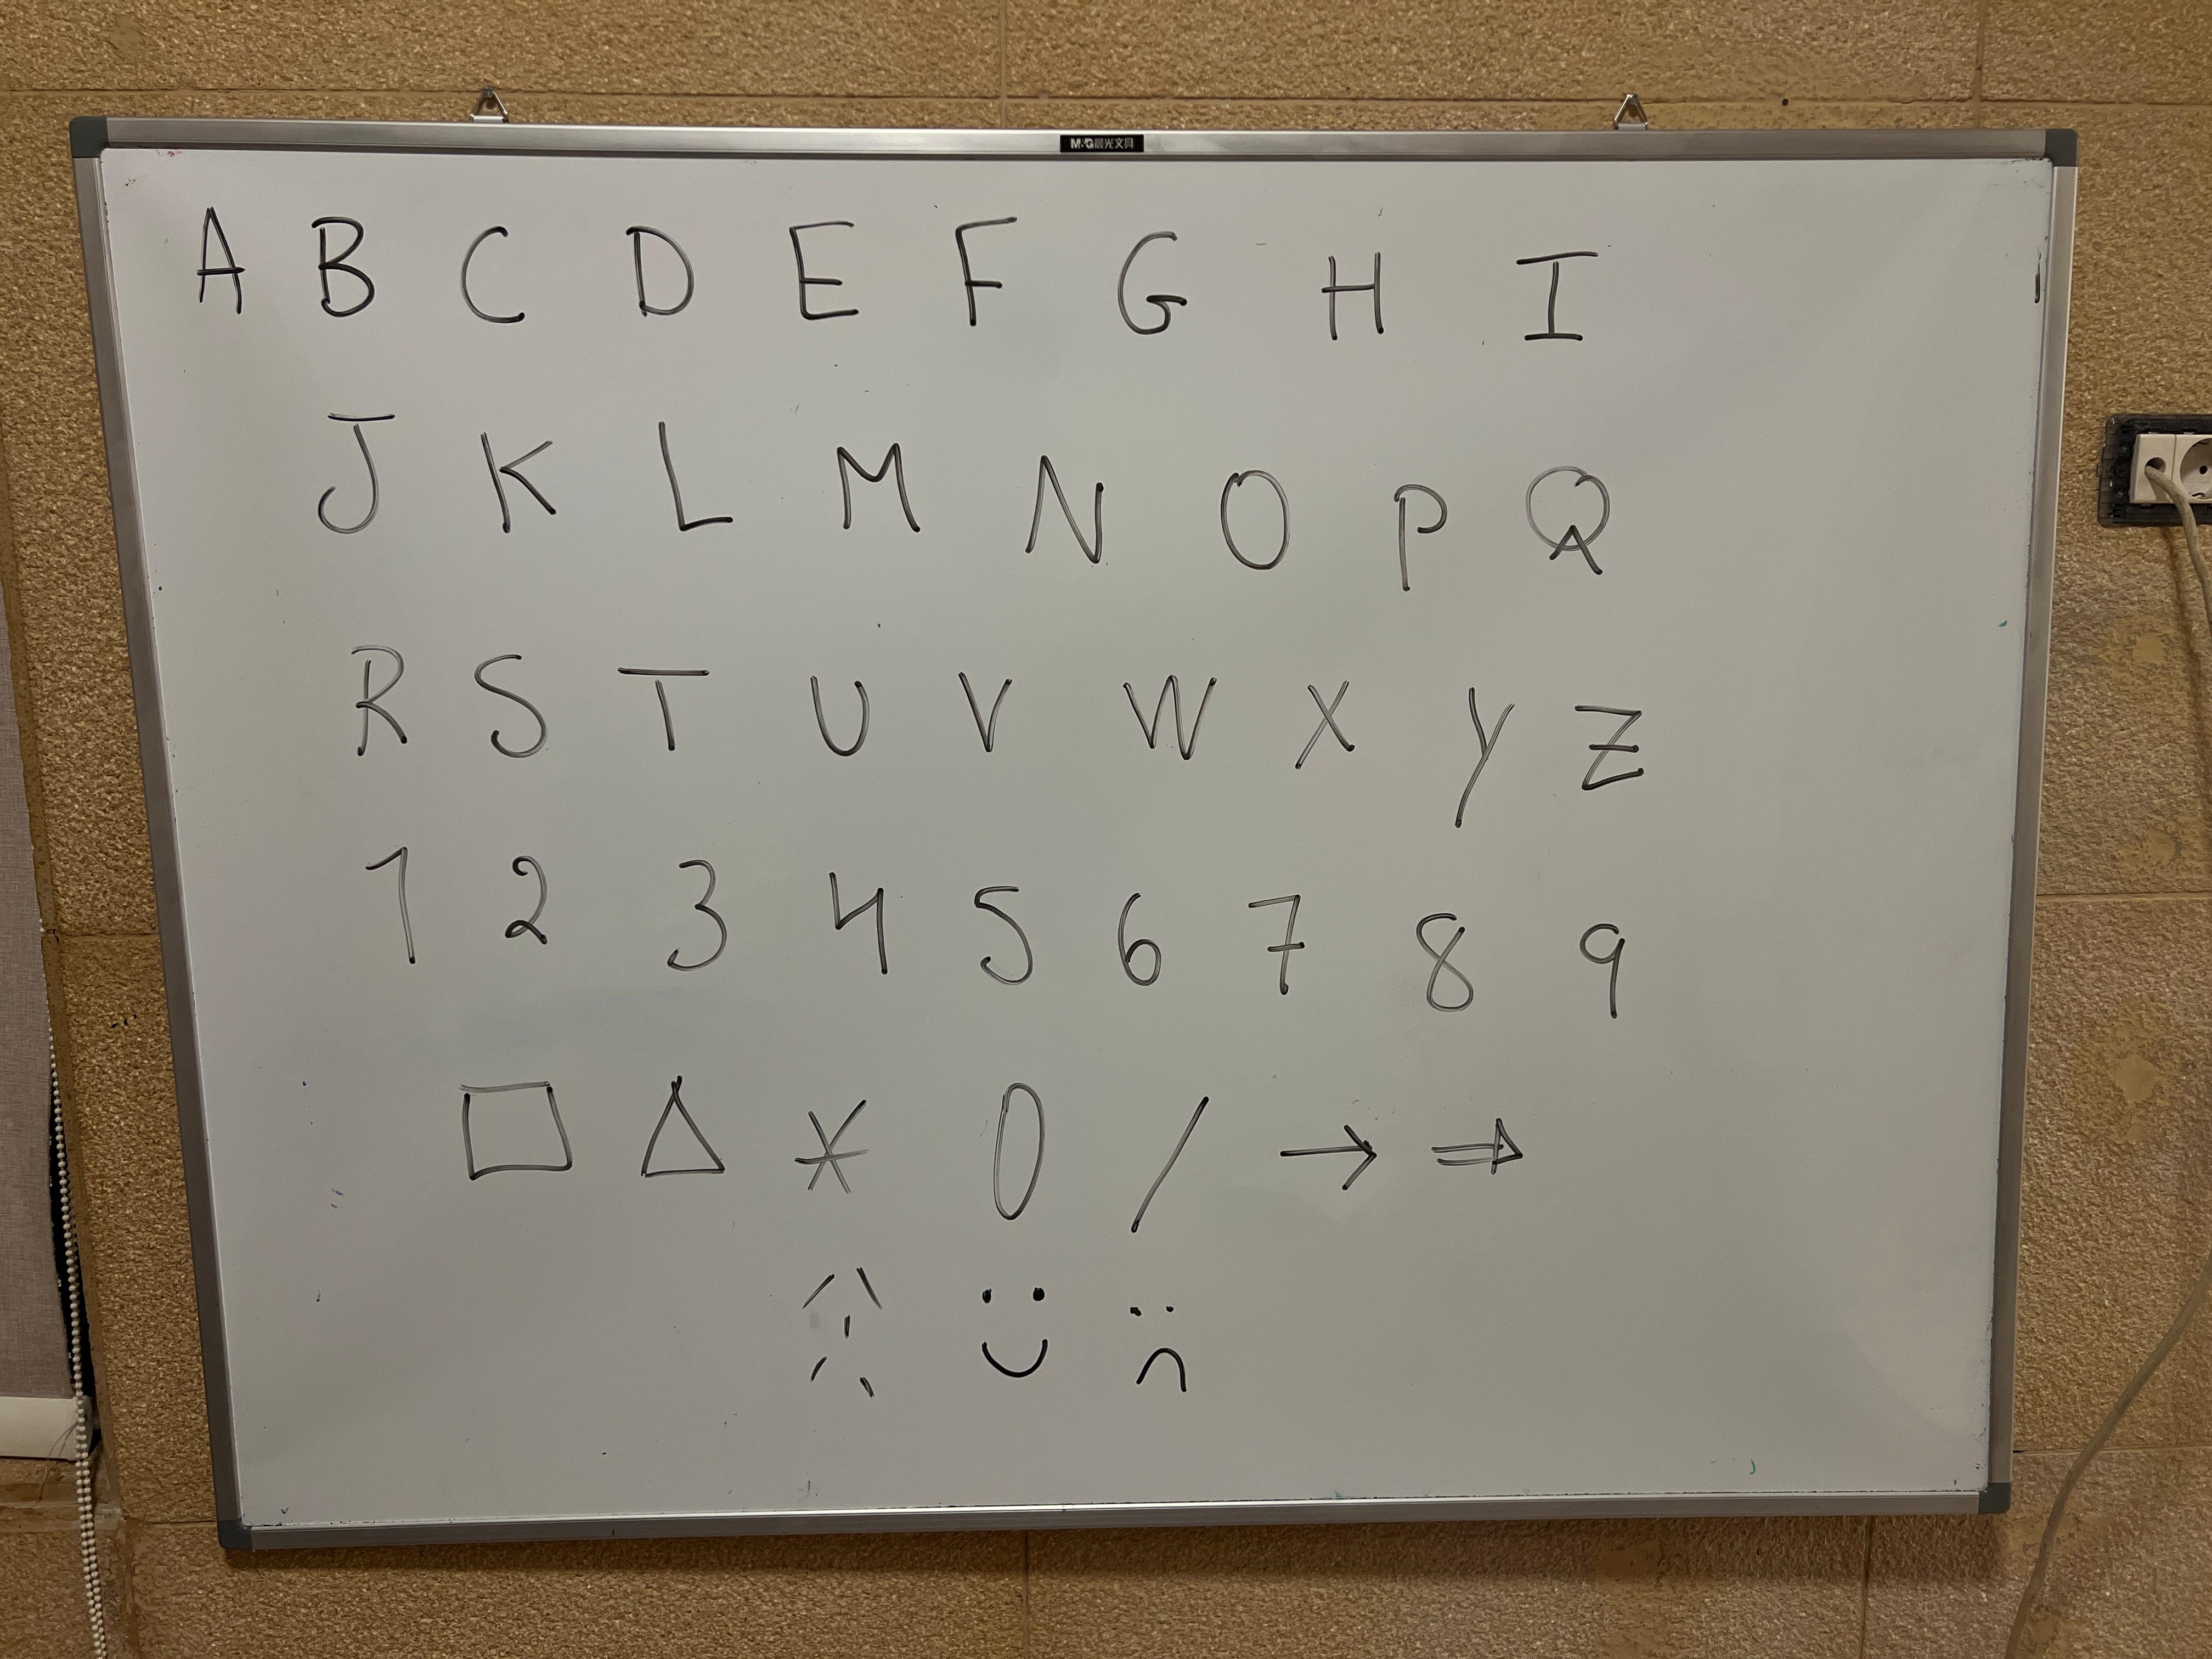 M&G晨光文具
A B C D E F G H I
J K L M N O P Q
R S T U V W X Y Z
1 2 3 4 5 6 7 8 9
□ △ * 0 / → ⇒